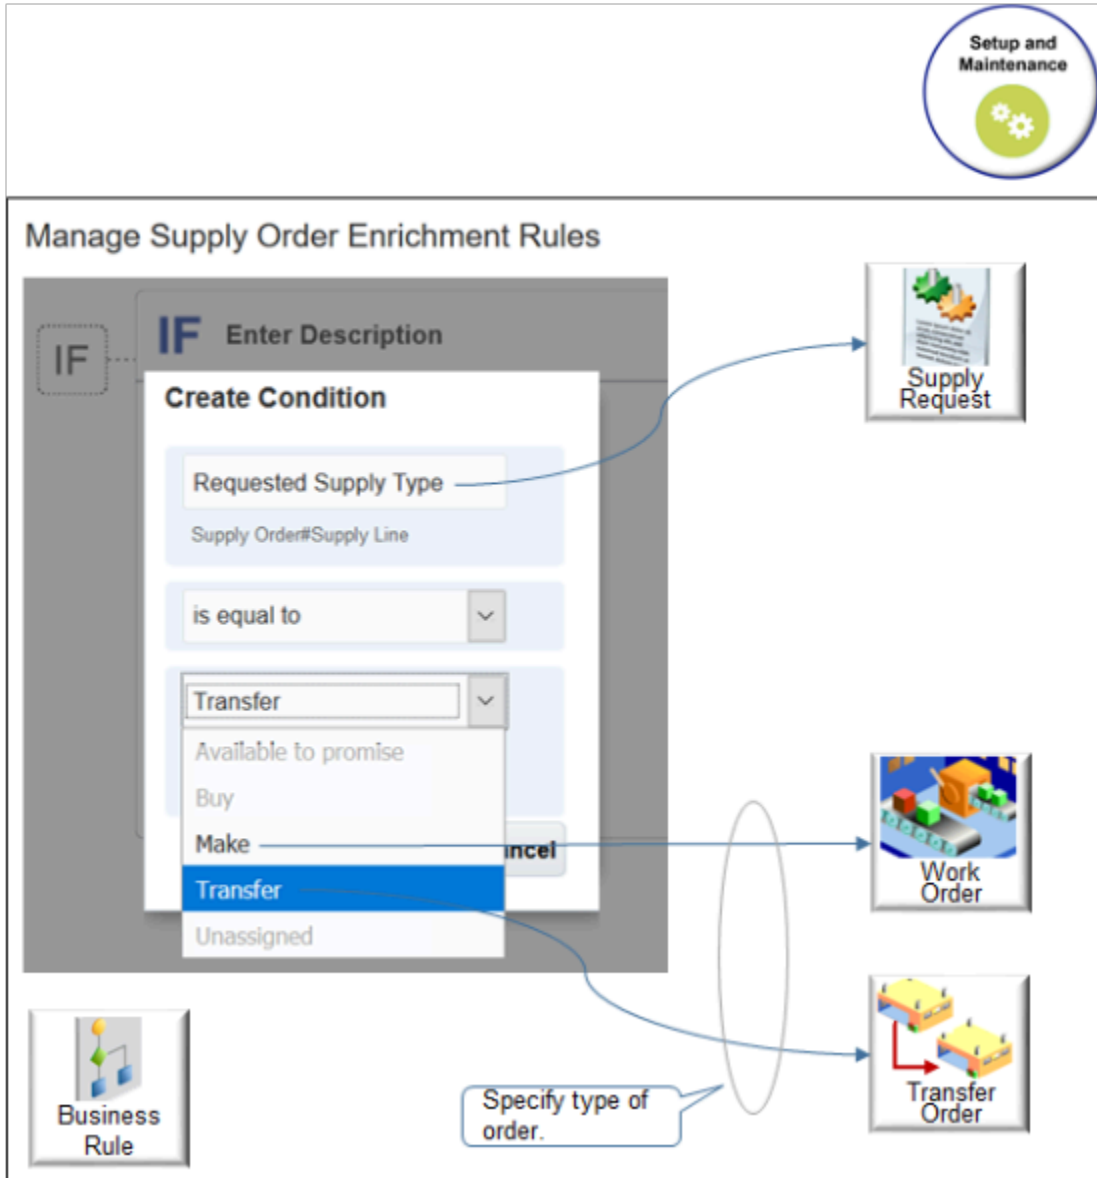 Setup and
Maintenance
Manage Supply Order Enrichment Rules
IF
IF Enter Description
Create Condition
Requested Supply Type
Supply Order#Supply Line
is equal to
Transfer
Available to promise
Buy
Make
ncel
Transfer
Unassigned
Supply
Request
Work
Order
Transfer
Order
Specify type of
order.
Business
Rule